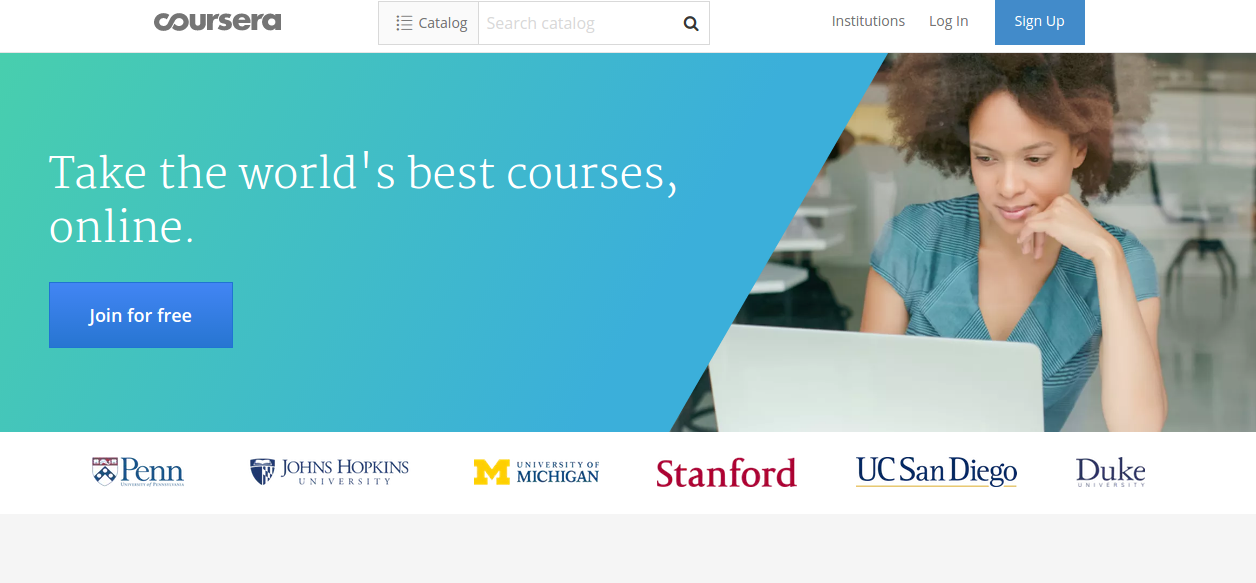 coursera
Catalog
Search catalog
Institutions
Log In
Sign Up
Take the world's best courses,
online.
Join for free
Penn
UNIVERSITY of PENNSYLVANIA
JOHNS HOPKINS
UNIVERSITY
M
UNIVERSITY OF
MICHIGAN
Stanford
UC San Diego
Duke
UNIVERSITY